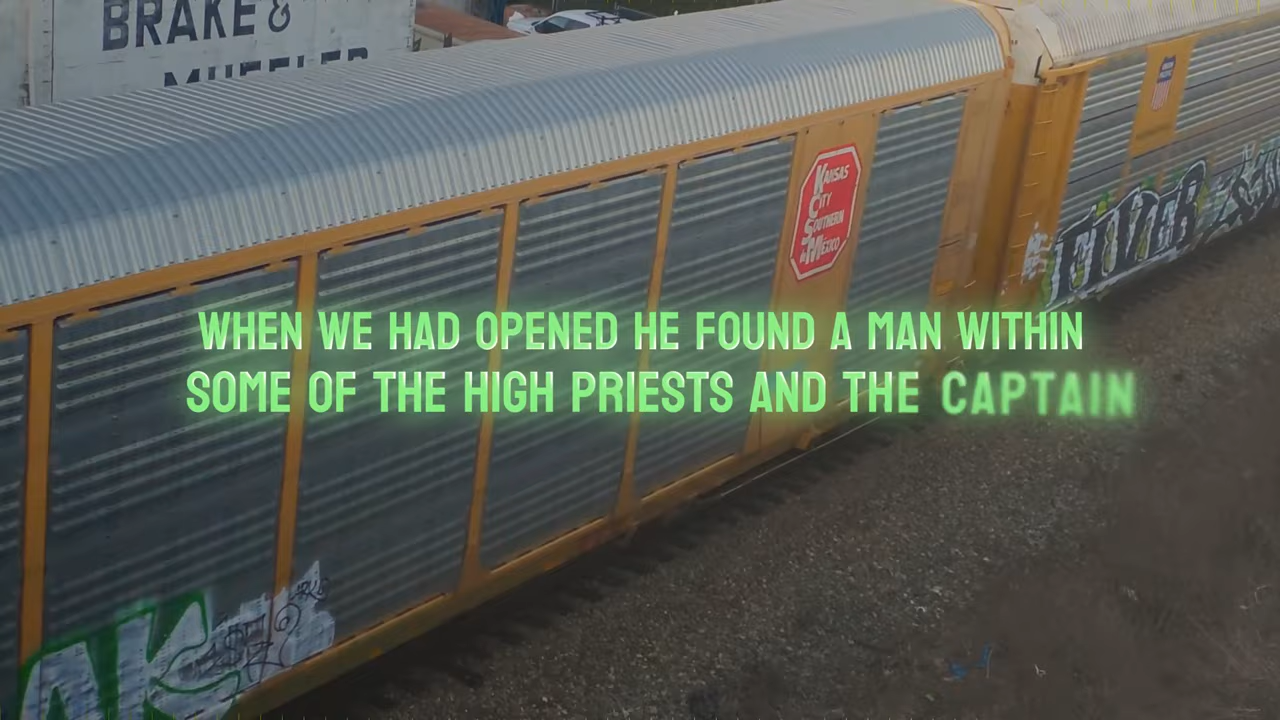 BRAKE &
MUFFLER
KANSAS
CITY
SOUTHERN
de MEXICO
WHEN WE HAD OPENED HE FOUND A MAN WITHIN
SOME OF THE HIGH PRIESTS AND THE CAPTAIN